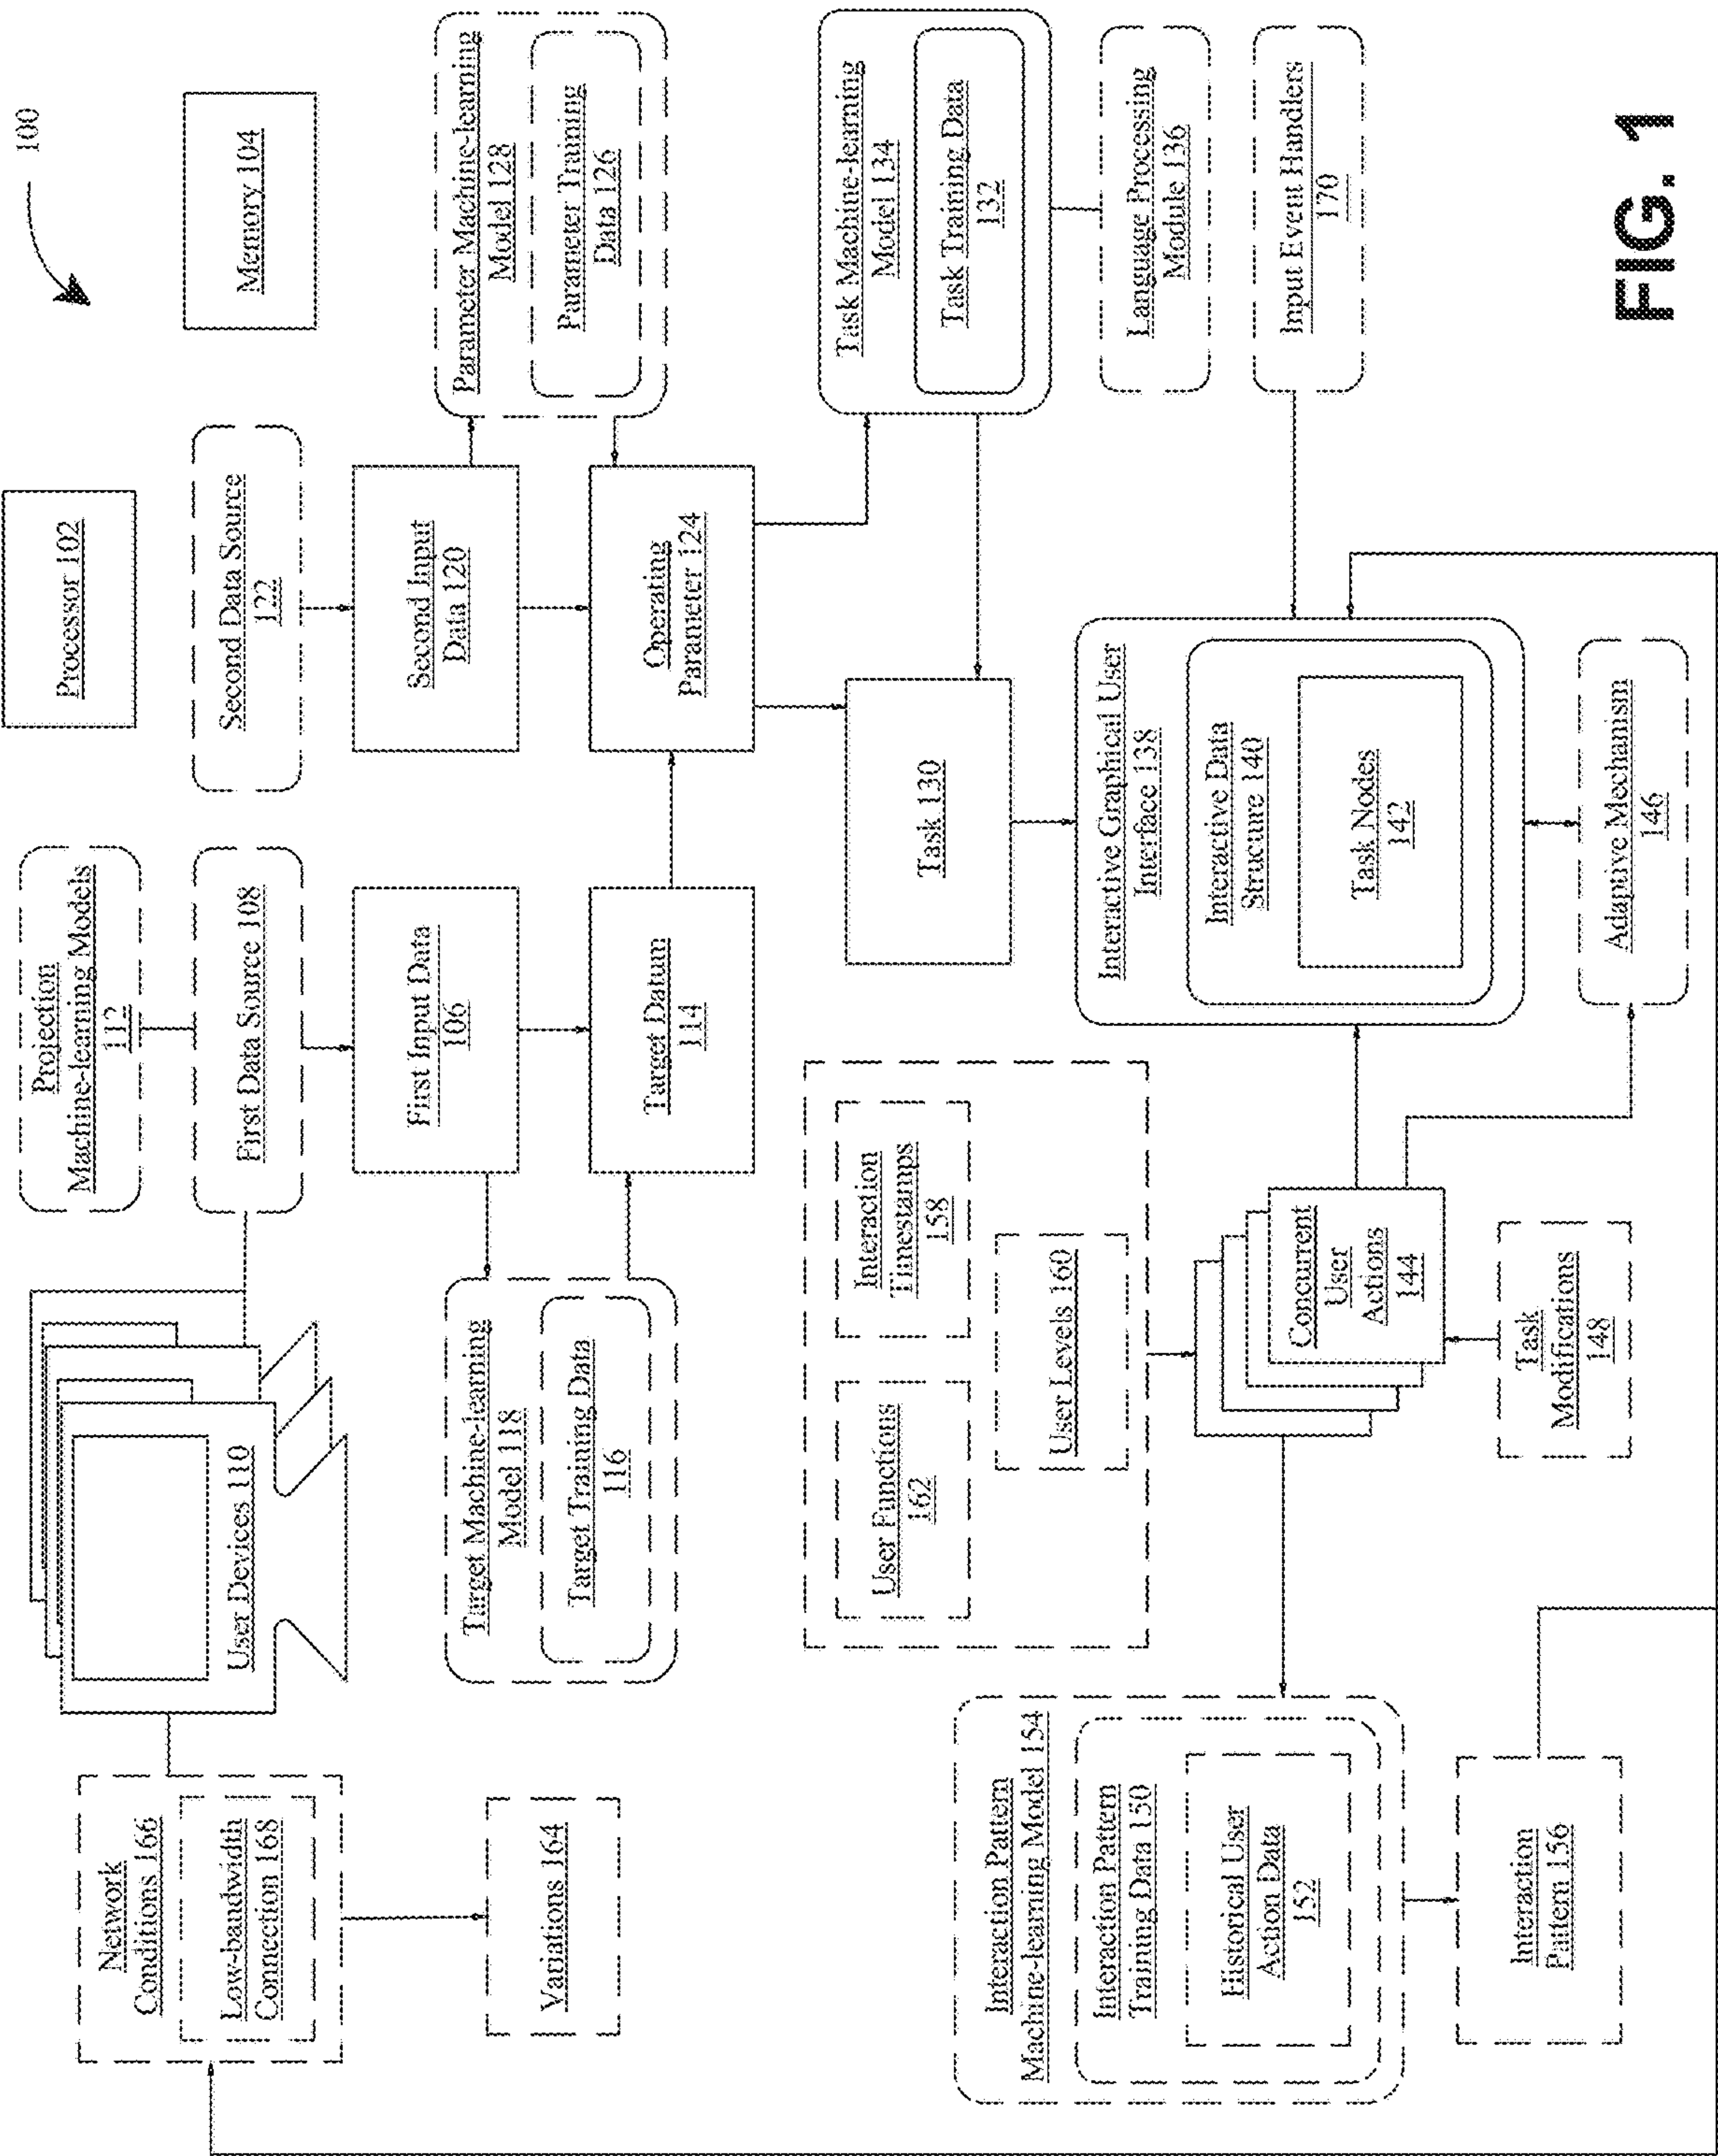 100
Processor 102
Memory 104
Projection
Machine-learning Models
112
First Data Source 108
Second Data Source
122
User Devices 110
Network
Conditions 166
Low-bandwidth
Connection 168
Variations 164
First Input Data
106
Second Input
Data 120
Parameter Machine-learning
Model 128
Parameter Training
Data 126
Target Machine-learning
Model 118
Target Training Data
116
Target Datum
114
Operating
Parameter 124
Task Machine-learning
Model 134
Task Training Data
132
Task 130
Language Processing
Module 136
Input Event Handlers
170
Interaction
Timestamps
158
User Functions
162
User Levels 160
Interactive Graphical User
Interface 138
Interactive Data
Structure 140
Task Nodes
142
Interaction Pattern
Machine-learning Model 154
Interaction Pattern
Training Data 150
Historical User
Action Data
152
Concurrent
User
Actions
144
Task
Modifications
148
Adaptive Mechanism
146
Interaction
Pattern 156
FIG. 1